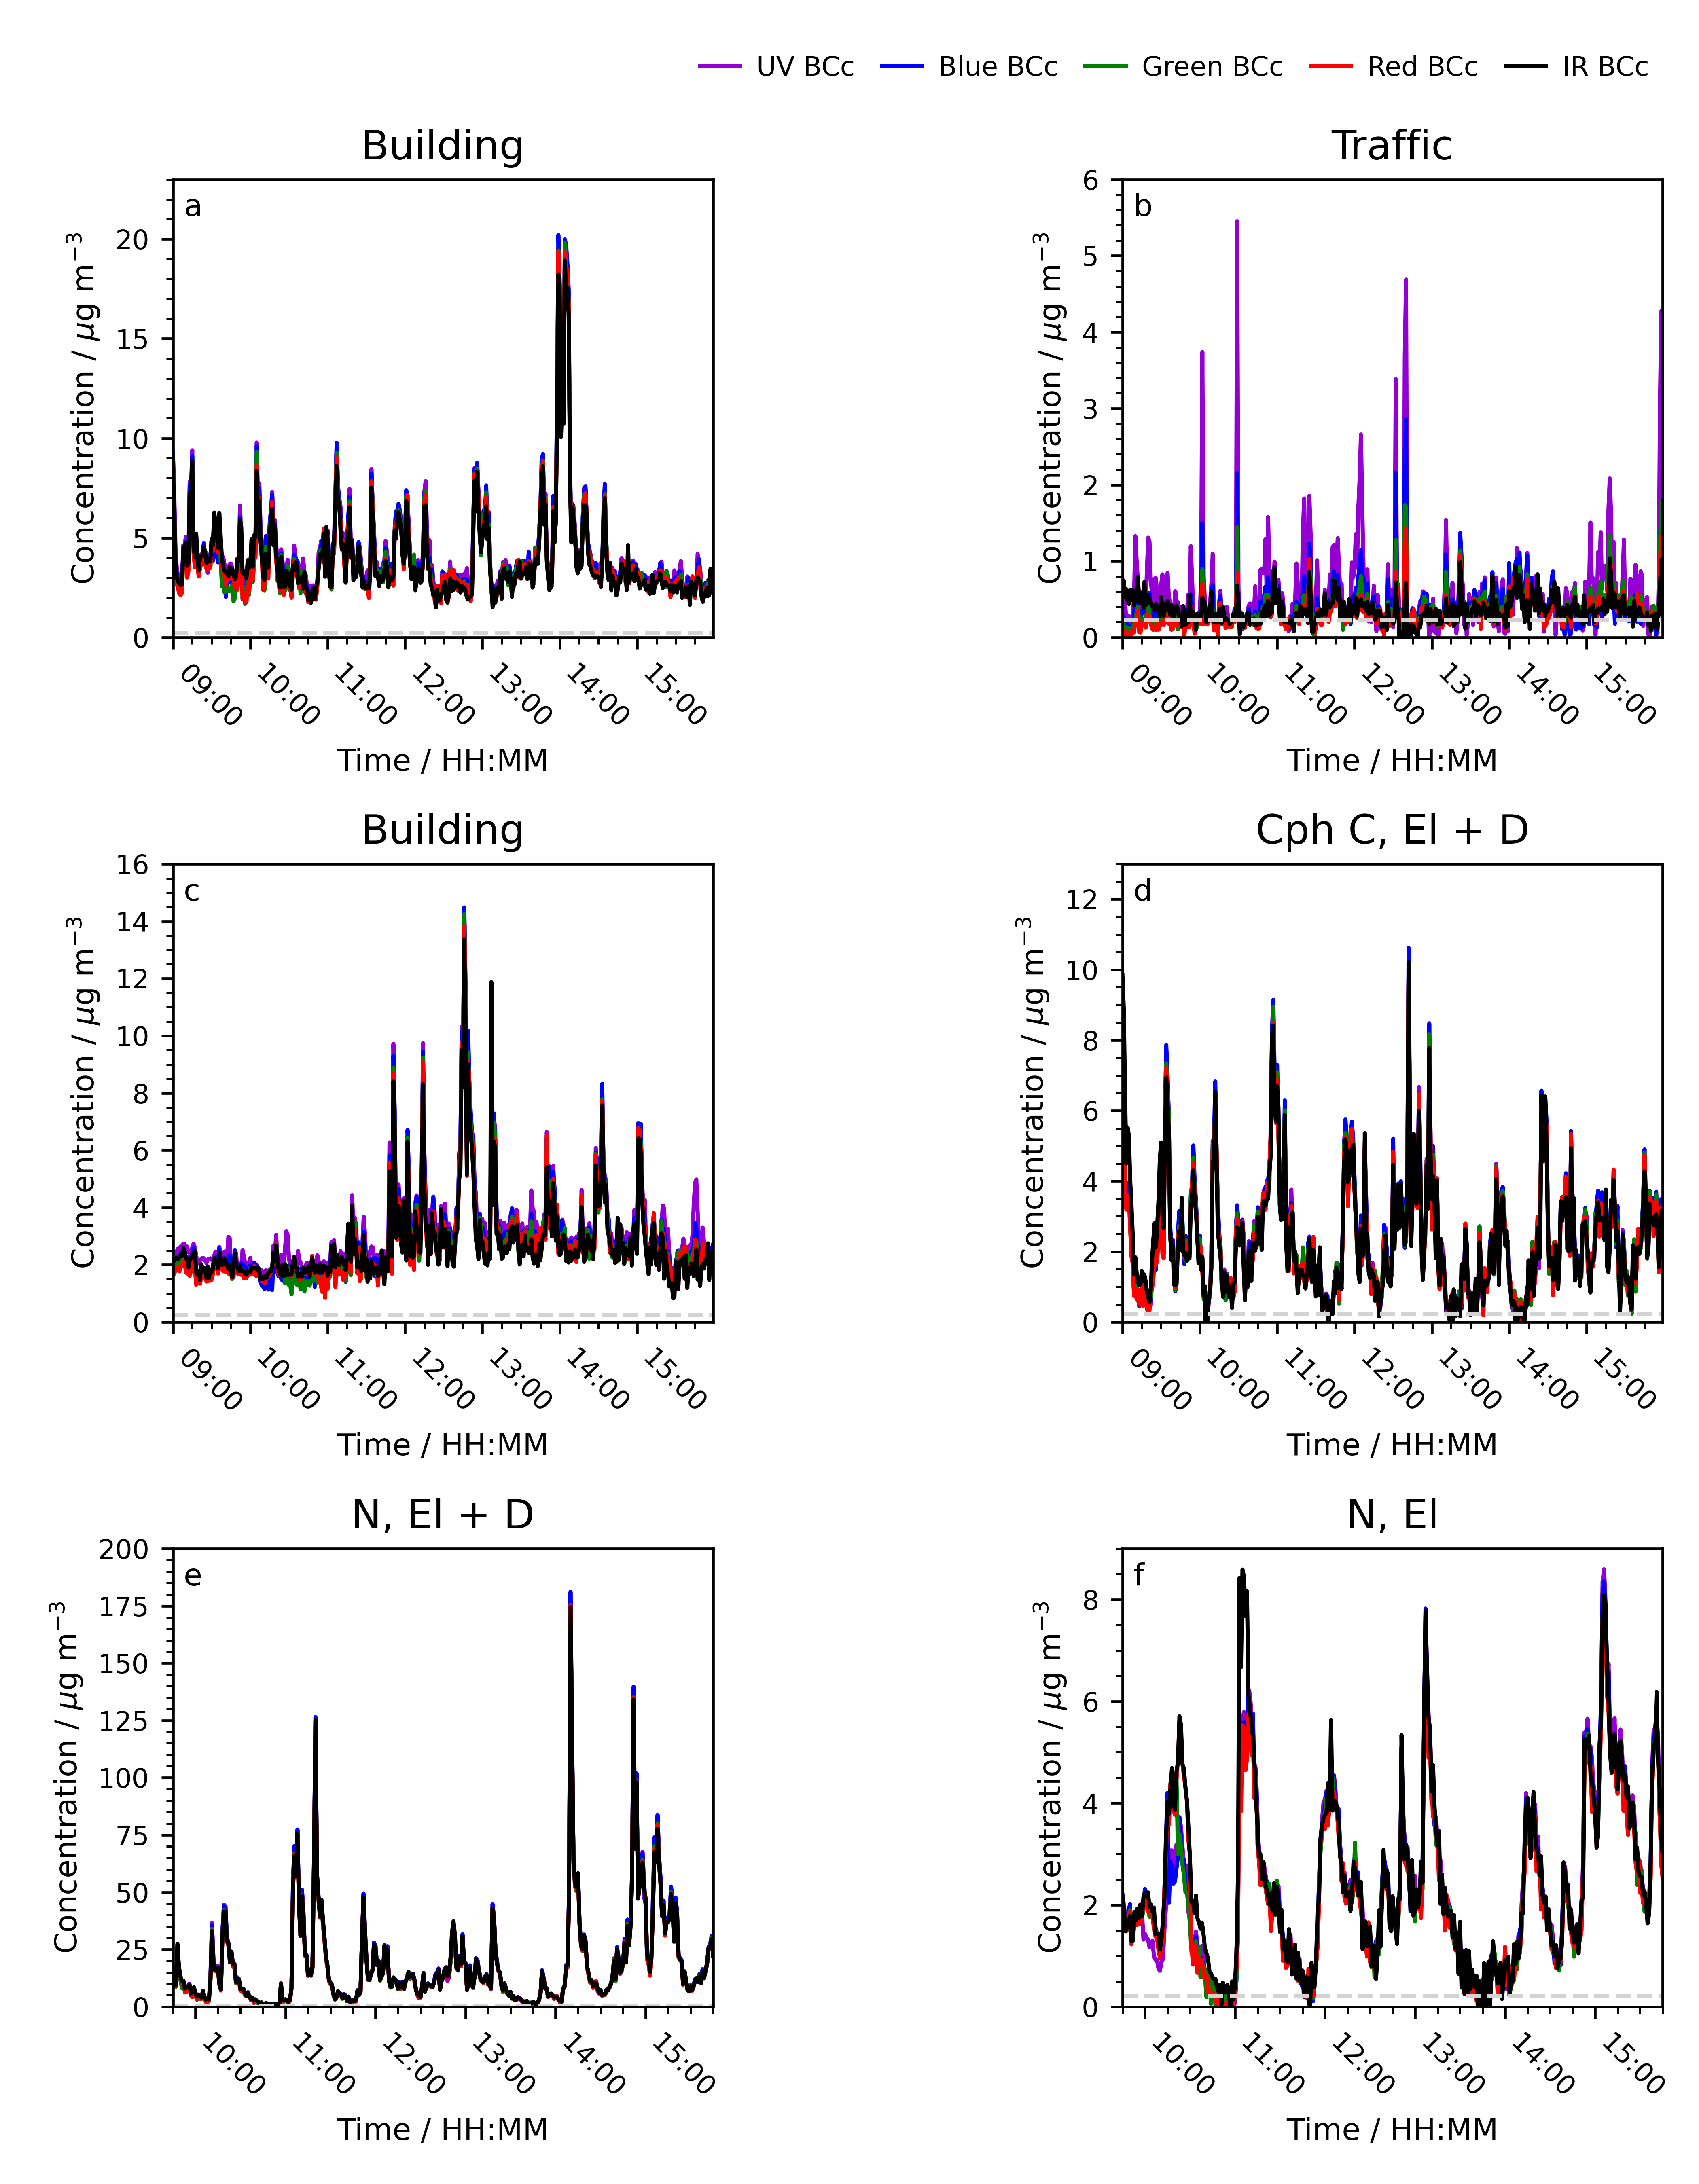 UV BCc Blue BCc Green BCc Red BCc IR BCc
Building
a
Concentration / µg m⁻³
20
15
10
5
0
09:00 10:00 11:00 12:00 13:00 14:00 15:00
Time / HH:MM
Traffic
b
Concentration / µg m⁻³
6
5
4
3
2
1
0
09:00 10:00 11:00 12:00 13:00 14:00 15:00
Time / HH:MM
Building
c
Concentration / µg m⁻³
16
14
12
10
8
6
4
2
0
09:00 10:00 11:00 12:00 13:00 14:00 15:00
Time / HH:MM
Cph C, El + D
d
Concentration / µg m⁻³
12
10
8
6
4
2
0
09:00 10:00 11:00 12:00 13:00 14:00 15:00
Time / HH:MM
N, El + D
e
Concentration / µg m⁻³
200
175
150
125
100
75
50
25
0
10:00 11:00 12:00 13:00 14:00 15:00
Time / HH:MM
N, El
f
Concentration / µg m⁻³
8
6
4
2
0
10:00 11:00 12:00 13:00 14:00 15:00
Time / HH:MM